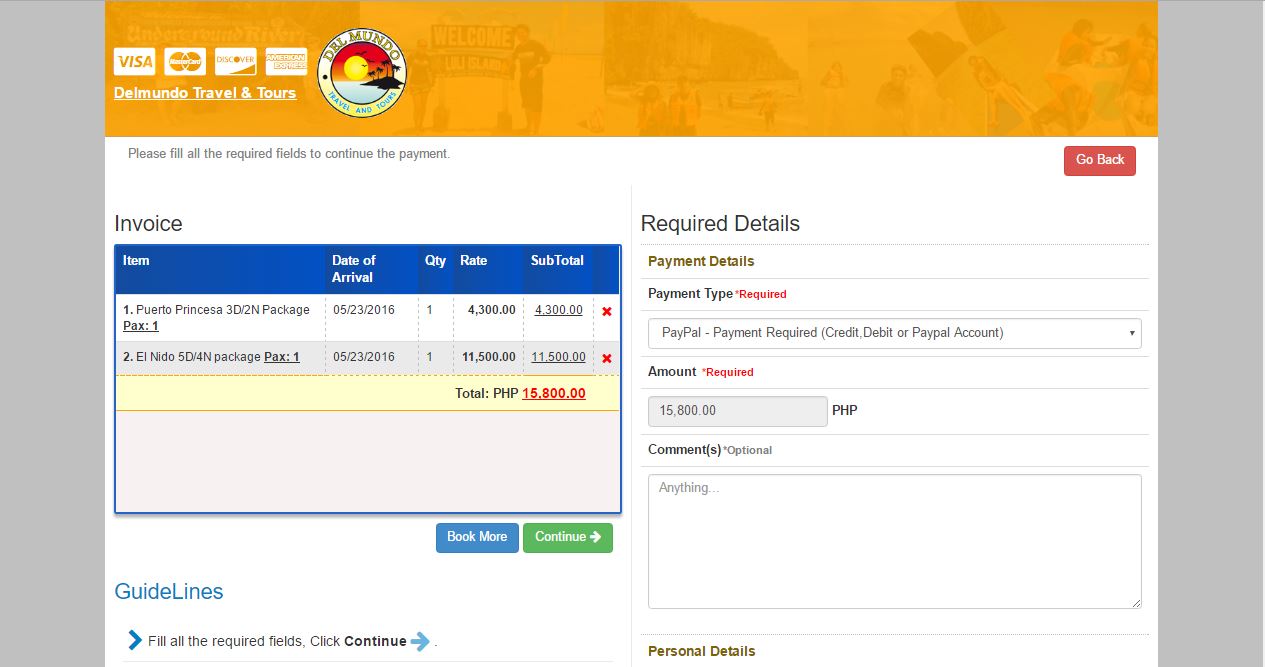 Underground River
WELCOME
LULI ISLAND
VISA
MasterCard
DISCOVER
AMERICAN EXPRESS
DEL MUNDO
TRAVEL AND TOURS
Delmundo Travel & Tours
Please fill all the required fields to continue the payment.
Go Back
Invoice
Item
Date of
Arrival
Qty
Rate
SubTotal
1. Puerto Princesa 3D/2N Package
Pax: 1
05/23/2016
1
4,300.00
4,300.00
2. El Nido 5D/4N package Pax: 1
05/23/2016
1
11,500.00
11,500.00
Total: PHP 15,800.00
Book More
Continue
GuideLines
Fill all the required fields, Click Continue .
Required Details
Payment Details
Payment Type *Required
PayPal - Payment Required (Credit,Debit or Paypal Account)
Amount *Required
15,800.00 PHP
Comment(s) *Optional
Anything...
Personal Details